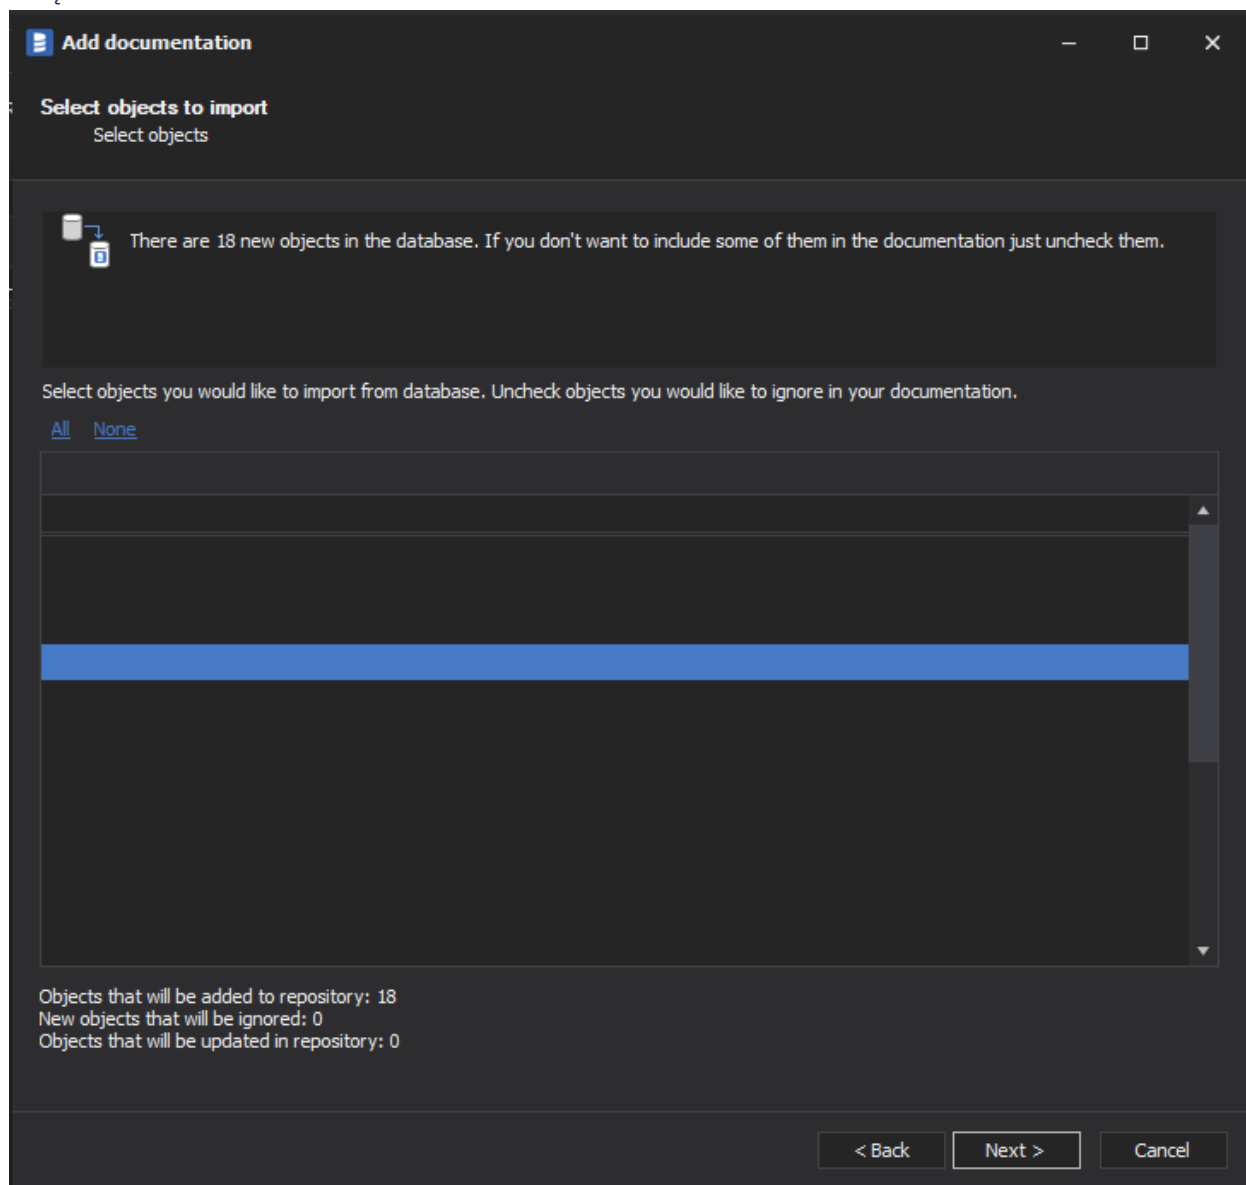 Add documentation
Select objects to import
Select objects
There are 18 new objects in the database. If you don't want to include some of them in the documentation just uncheck them.
Select objects you would like to import from database. Uncheck objects you would like to ignore in your documentation.
All None
Objects that will be added to repository: 18
New objects that will be ignored: 0
Objects that will be updated in repository: 0
< Back Next > Cancel